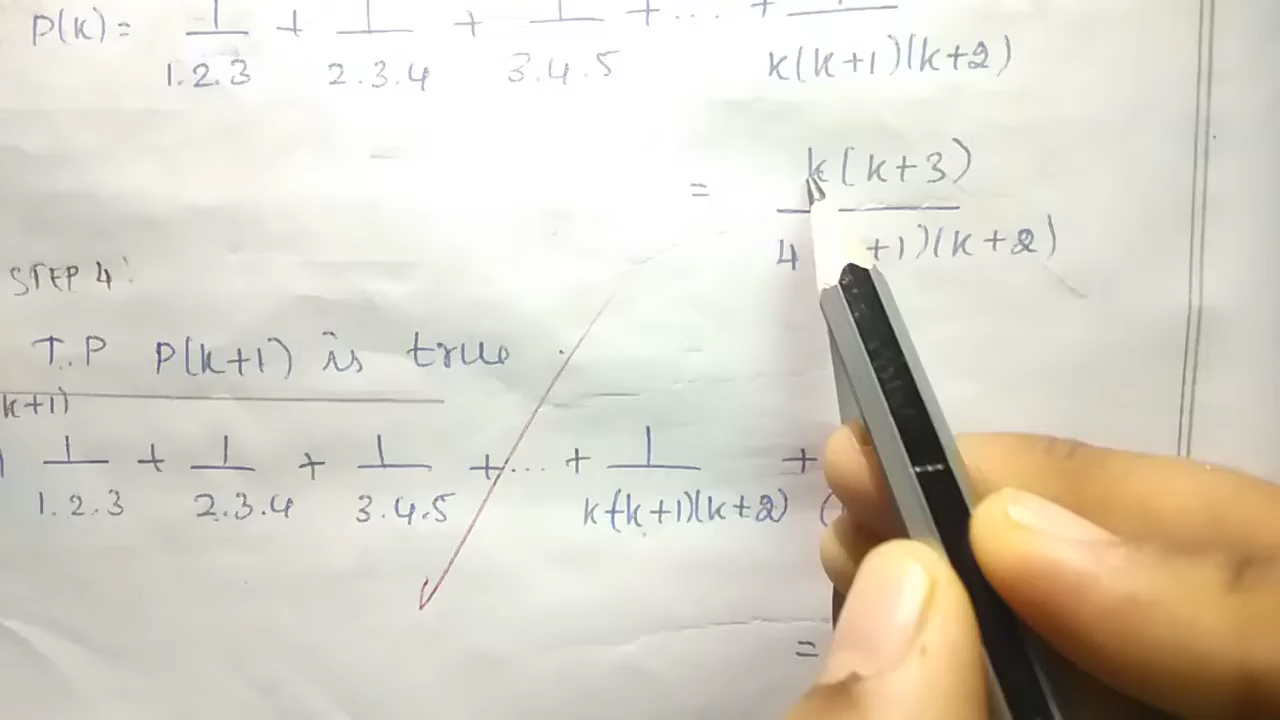 P(k) = 1/1.2.3 + 1/2.3.4 + 1/3.4.5 + ... + 1/k(k+1)(k+2)
= k(k+3)/4 +1)(k+2)
STEP 4:
T.P P(k+1) is true
k+1)
1/1.2.3 + 1/2.3.4 + 1/3.4.5 + ... + 1/k(k+1)(k+2) + (
=